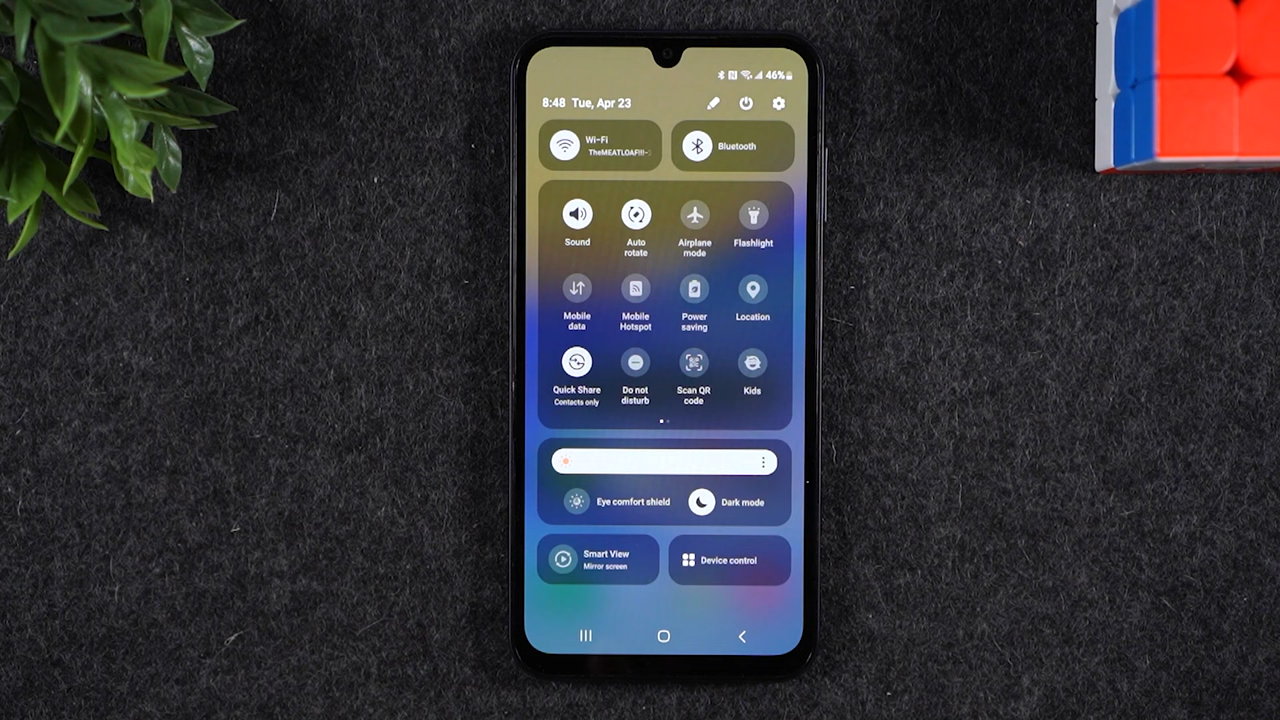 46%
8:48 Tue, Apr 23
Wi-Fi
TheMEATLOAF!!!-
Bluetooth
Sound
Auto
rotate
Airplane
mode
Flashlight
Mobile
data
Mobile
Hotspot
Power
saving
Location
Quick Share
Contacts only
Do not
disturb
Scan QR
code
Kids
Eye comfort shield
Dark mode
Smart View
Mirror screen
Device control